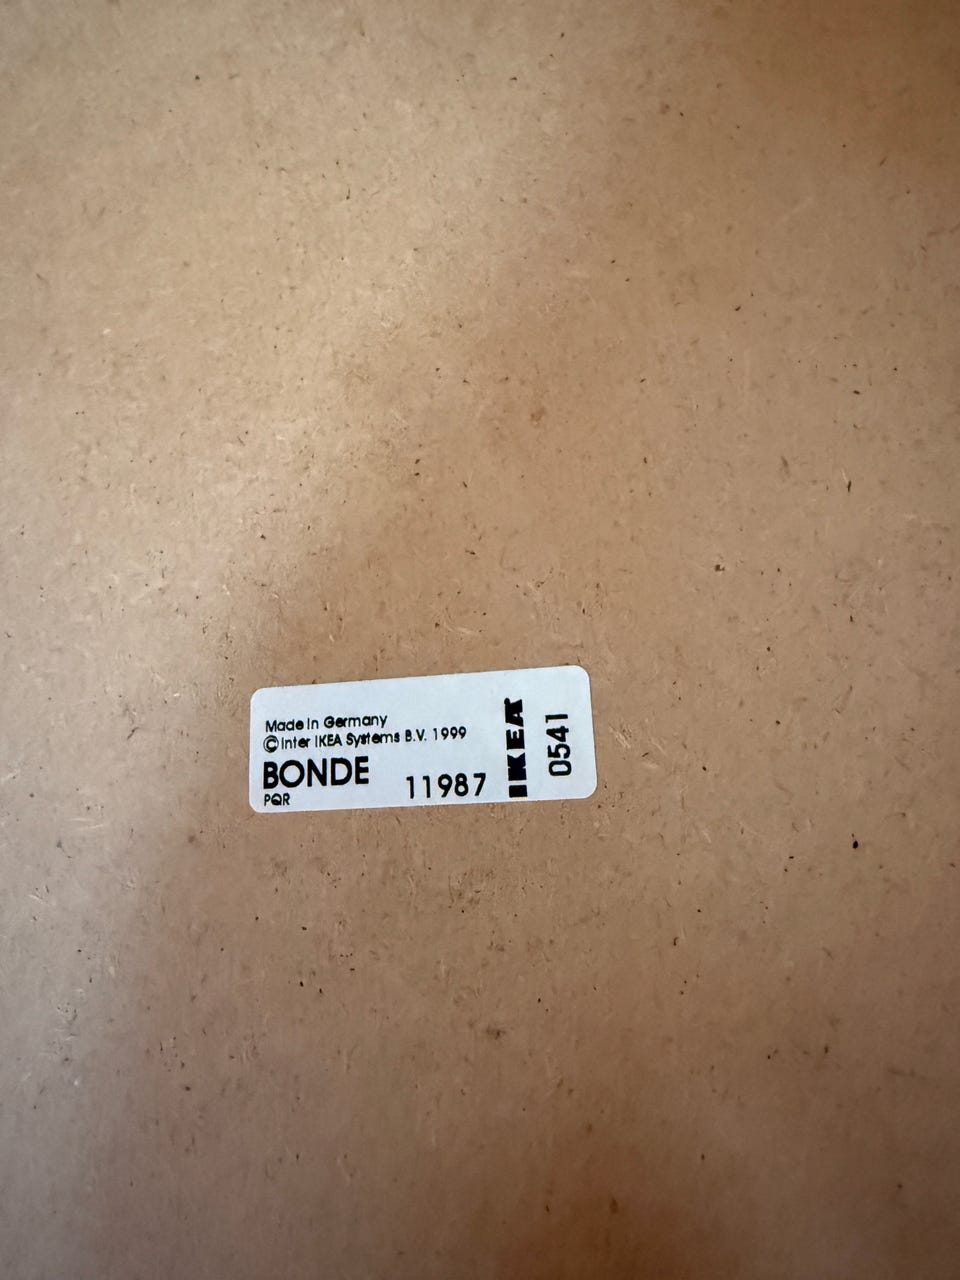 Made in Germany
© Inter IKEA Systems B.V. 1999
BONDE 11987
PQR
IKEA
0541